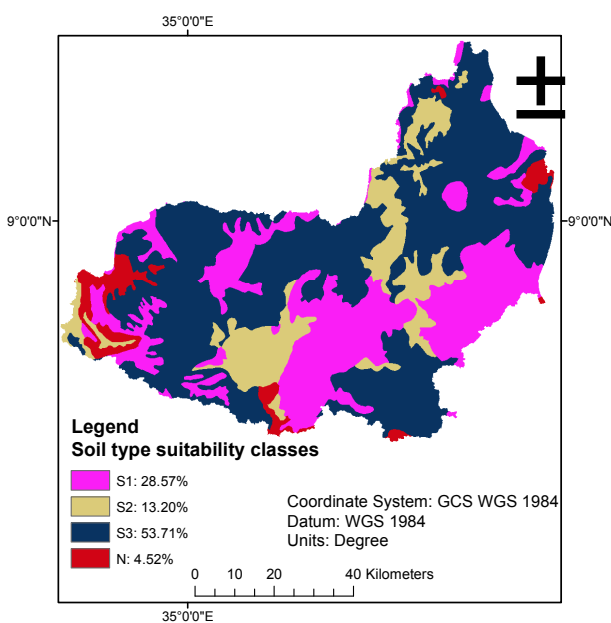 35°0'0"E
9°0'0"N
9°0'0"N
Legend
Soil type suitability classes
S1: 28.57%
S2: 13.20%
S3: 53.71%
N: 4.52%
Coordinate System: GCS WGS 1984
Datum: WGS 1984
Units: Degree
0 10 20 40 Kilometers
35°0'0"E